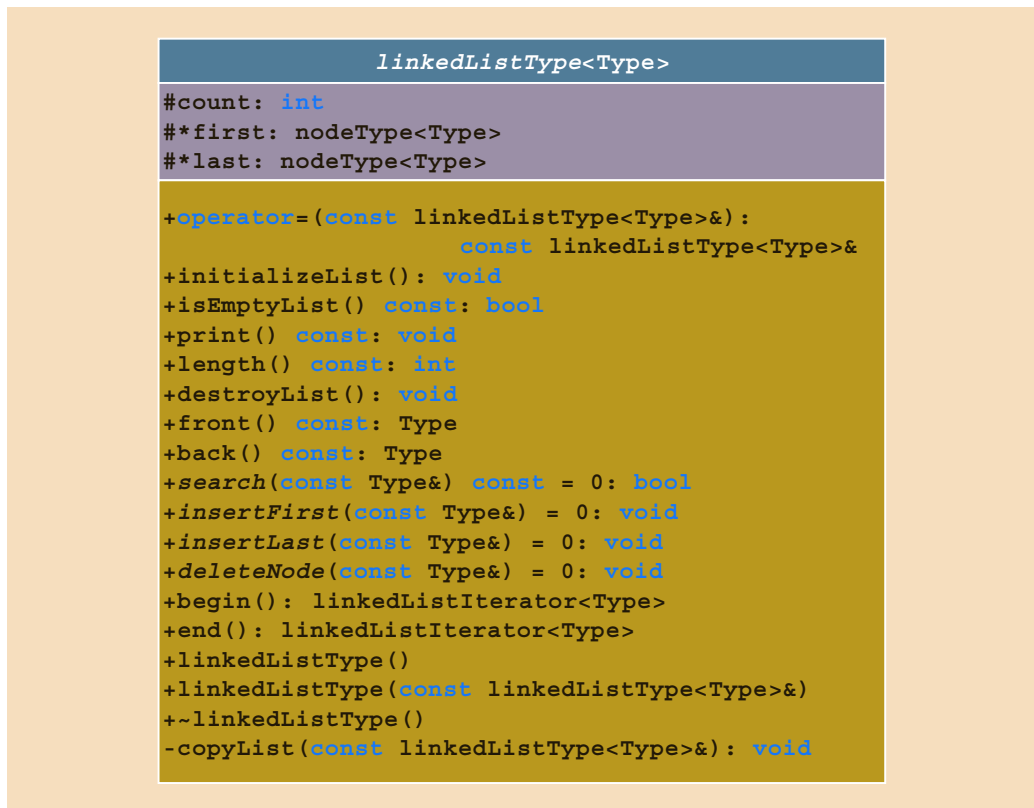 linkedListType<Type>
#count: int
#*first: nodeType<Type>
#*last: nodeType<Type>
+operator=(const linkedListType<Type>&):
const linkedListType<Type>&
+initializeList(): void
+isEmptyList() const: bool
+print() const: void
+length() const: int
+destroyList(): void
+front() const: Type
+back() const: Type
+search(const Type&) const = 0: bool
+insertFirst(const Type&) = 0: void
+insertLast(const Type&) = 0: void
+deleteNode(const Type&) = 0: void
+begin(): linkedListIterator<Type>
+end(): linkedListIterator<Type>
+linkedListType()
+linkedListType(const linkedListType<Type>&)
+~linkedListType()
-copyList(const linkedListType<Type>&): void